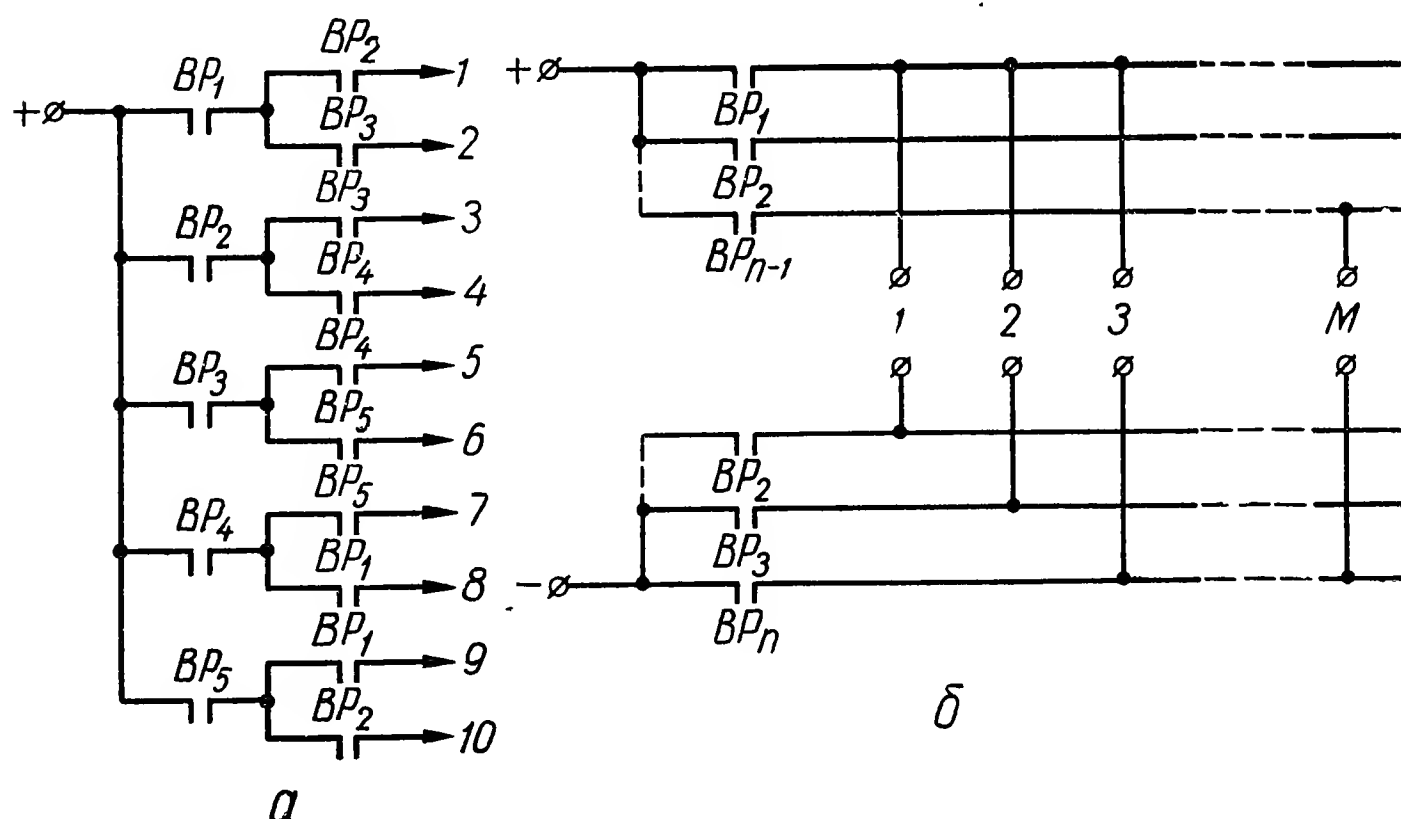 BP₂
BP₁
1
+
BP₃
2
BP₃
BP₂
3
BP₄
4
BP₄
BP₃
5
BP₅
6
BP₅
BP₄
7
BP₁
8
BP₁
BP₅
9
BP₂
10
а
+
BP₁
BP₂
BPₙ₋₁
1 2 3 M
BP₂
BP₃
−
BPₙ
б